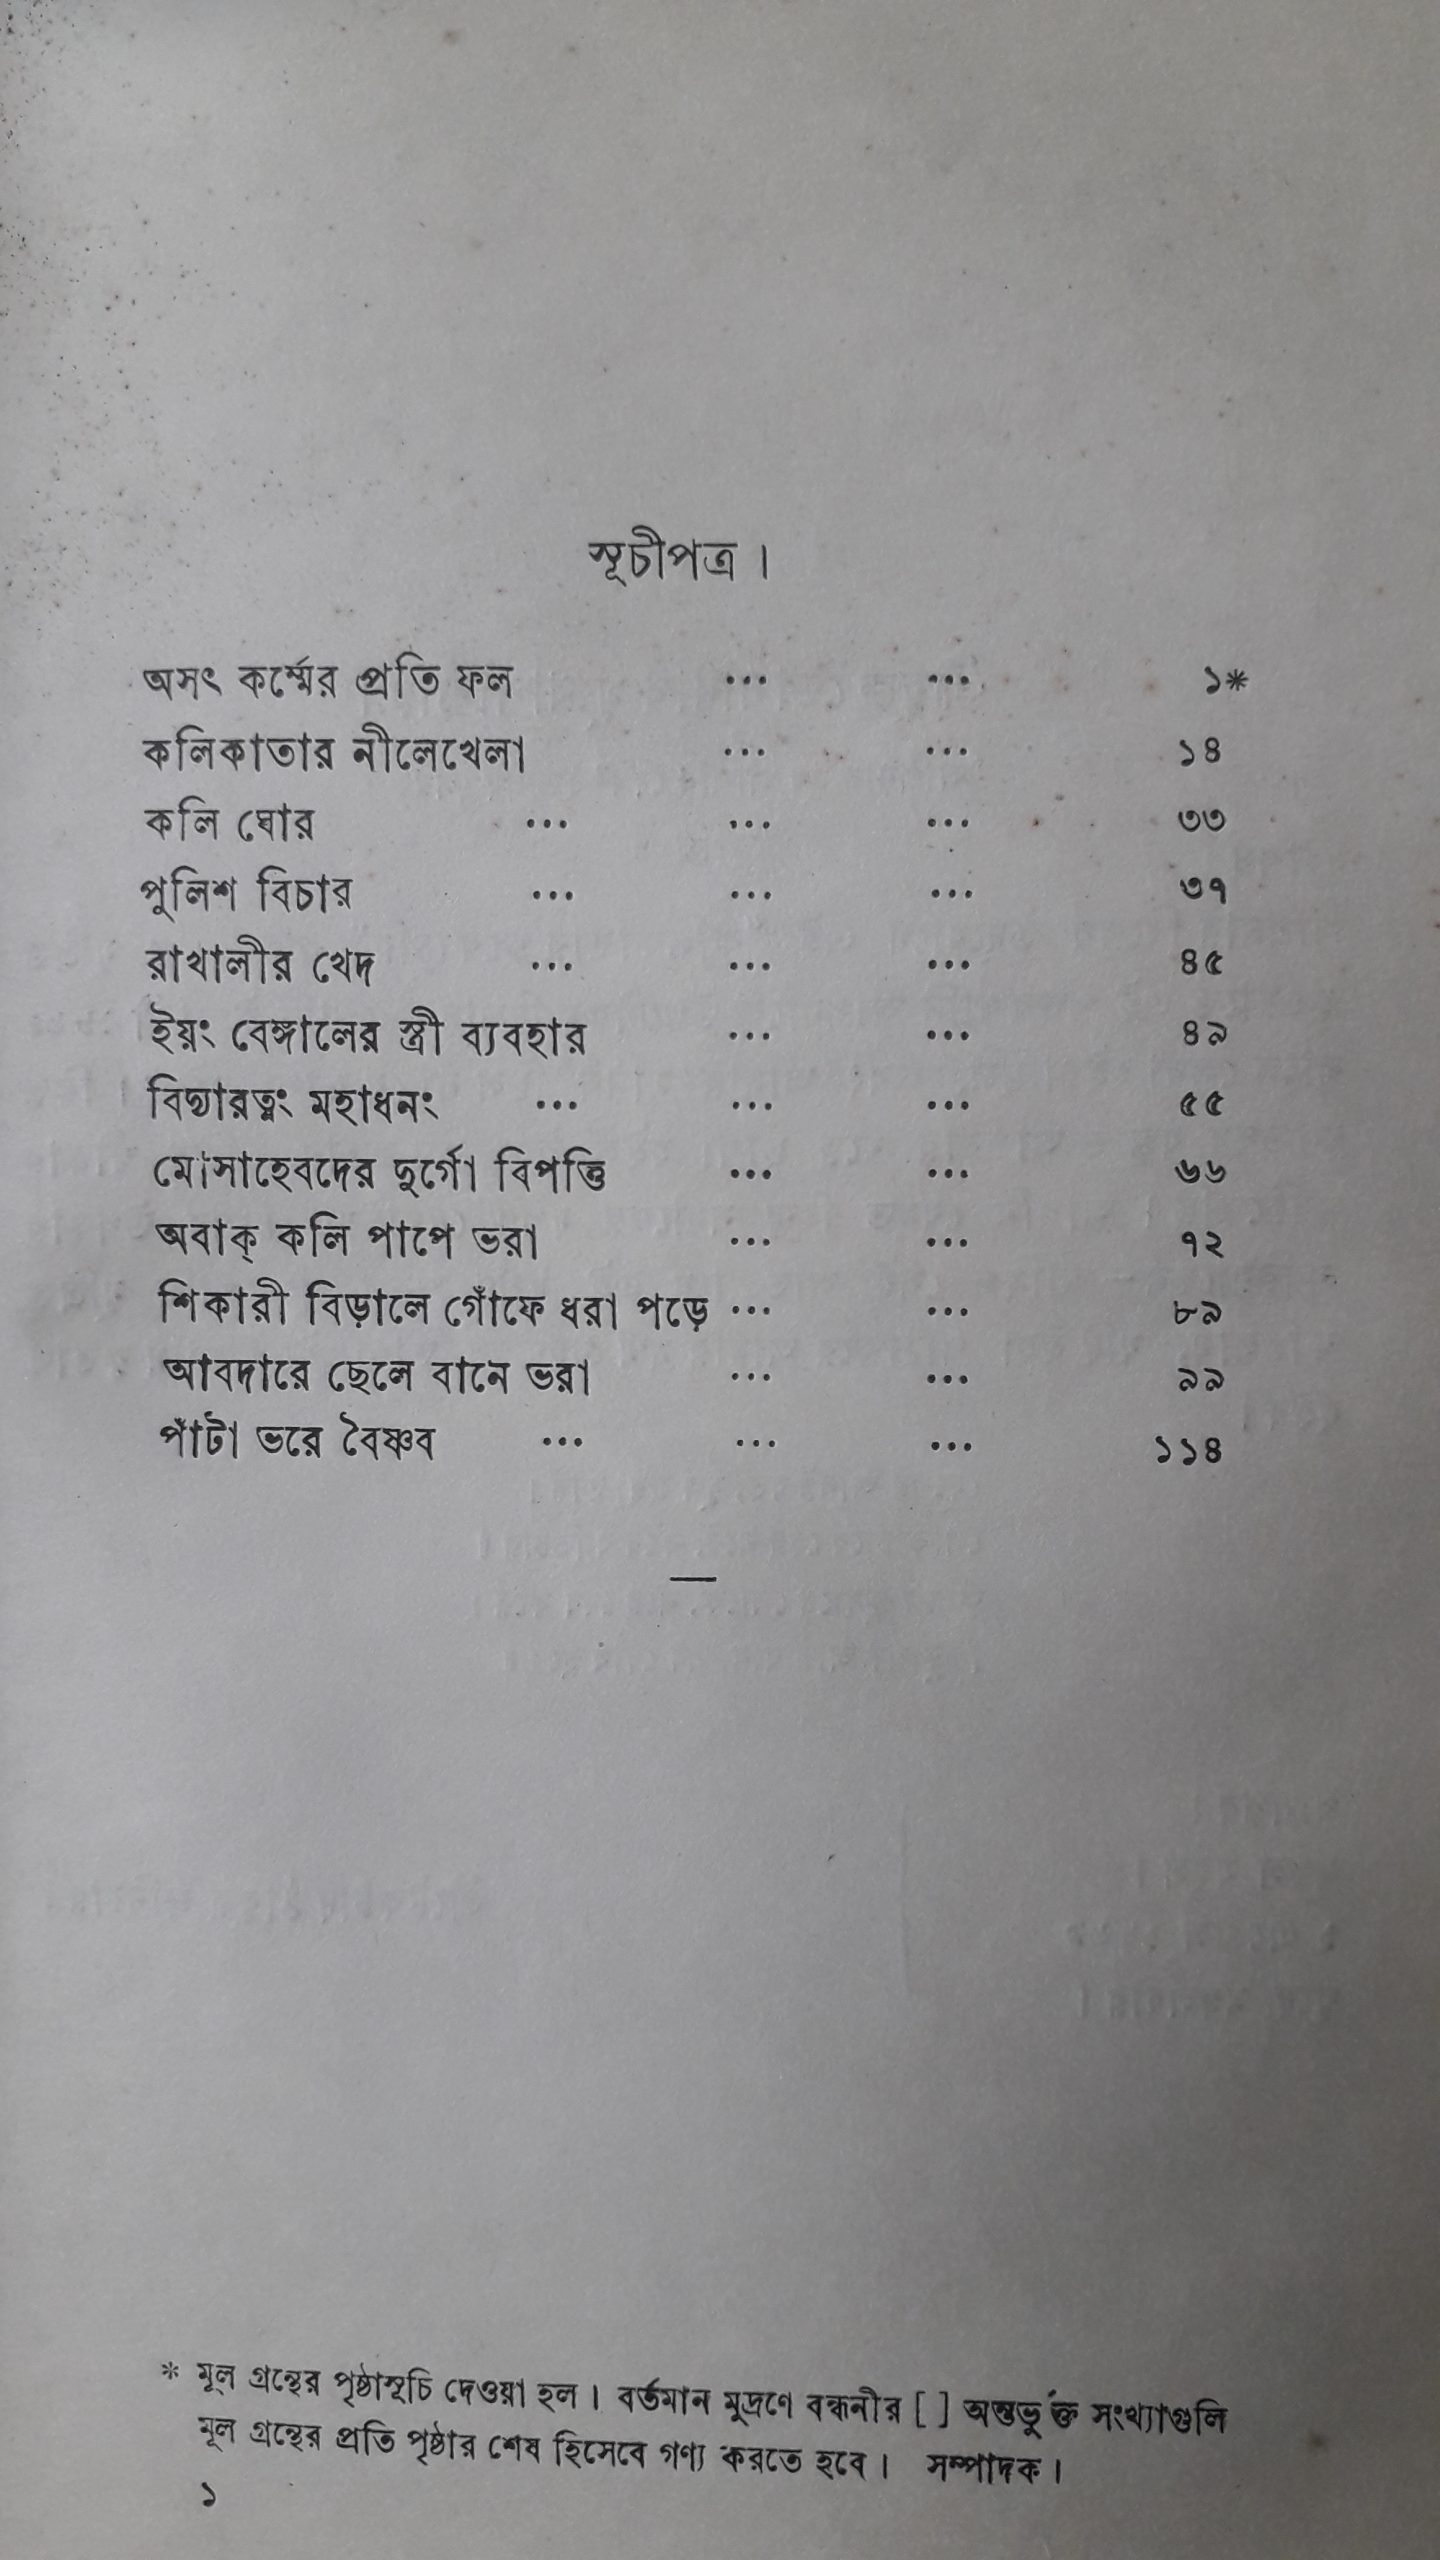 সূচীপত্র ।
অসৎ কর্ম্মের প্রতি ফল ... ... ১*
কলিকাতার নীলেখেলা ... ... ১৪
কলি ঘোর ... ... ... ৩৩
পুলিশ বিচার ... ... ... ৩৭
রাখালীর খেদ ... ... ... ৪৫
ইয়ং বেঙ্গালের স্ত্রী ব্যবহার ... ... ৪৯
বিদ্যারত্নং মহাধনং ... ... ... ৫৫
মোসাহেবদের দুর্গো বিপত্তি ... ... ৬৬
অবাক্ কলি পাপে ভরা ... ... ৭২
শিকারী বিড়ালে গোঁফে ধরা পড়ে ... ... ৮৯
আবদারে ছেলে বানে ভরা ... ... ৯৯
পাঁটা ভরে বৈষ্ণব ... ... ... ১১৪
* মূল গ্রন্থের পৃষ্ঠাসূচি দেওয়া হল । বর্তমান মুদ্রণে বন্ধনীর [ ] অন্তর্ভুক্ত সংখ্যাগুলি
মূল গ্রন্থের প্রতি পৃষ্ঠার শেষ হিসেবে গণ্য করতে হবে । সম্পাদক ।
১